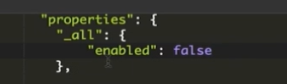 "properties": {
"_all": {
"enabled": false
},